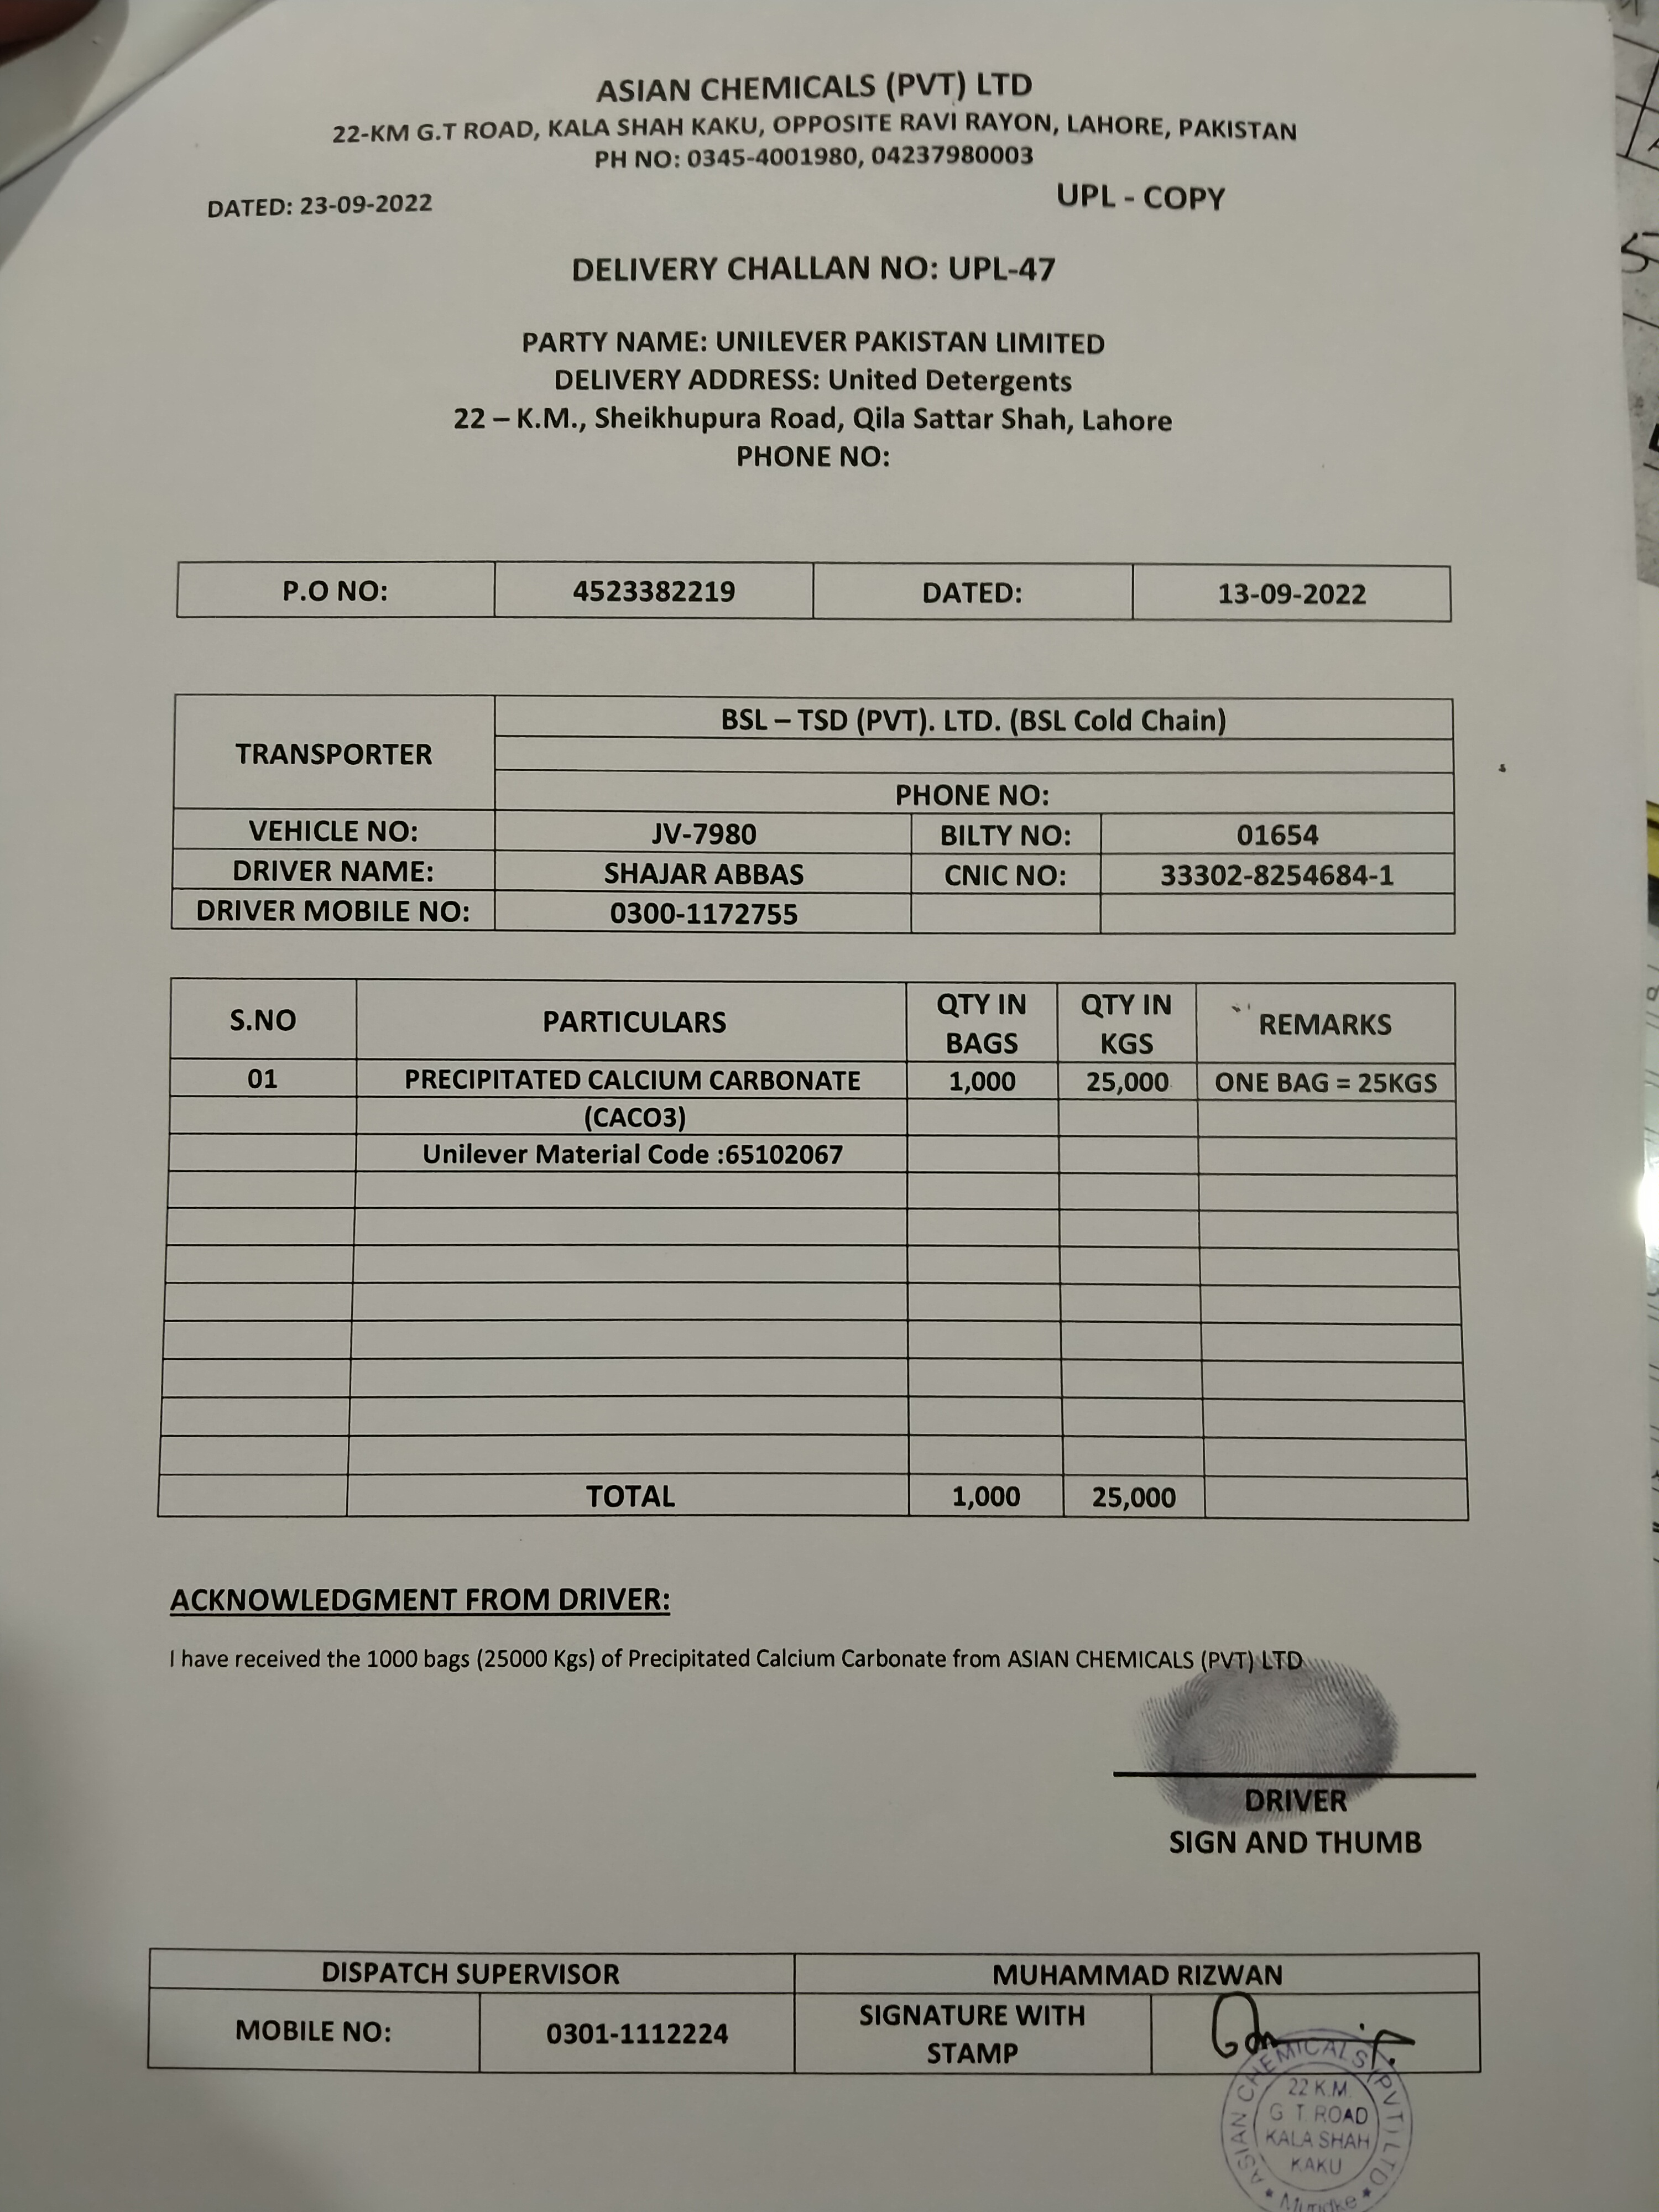 ASIAN CHEMICALS (PVT) LTD
22-KM G.T ROAD, KALA SHAH KAKU, OPPOSITE RAVI RAYON, LAHORE, PAKISTAN
PH NO: 0345-4001980, 04237980003
DATED: 23-09-2022 UPL - COPY
DELIVERY CHALLAN NO: UPL-47
PARTY NAME: UNILEVER PAKISTAN LIMITED
DELIVERY ADDRESS: United Detergents
22 – K.M., Sheikhupura Road, Qila Sattar Shah, Lahore
PHONE NO:
P.O NO: 4523382219 DATED: 13-09-2022
TRANSPORTER BSL – TSD (PVT). LTD. (BSL Cold Chain)
PHONE NO:
VEHICLE NO: JV-7980 BILTY NO: 01654
DRIVER NAME: SHAJAR ABBAS CNIC NO: 33302-8254684-1
DRIVER MOBILE NO: 0300-1172755
S.NO PARTICULARS QTY IN BAGS QTY IN KGS REMARKS
01 PRECIPITATED CALCIUM CARBONATE 1,000 25,000 ONE BAG = 25KGS
(CACO3)
Unilever Material Code :65102067
TOTAL 1,000 25,000
ACKNOWLEDGMENT FROM DRIVER:
I have received the 1000 bags (25000 Kgs) of Precipitated Calcium Carbonate from ASIAN CHEMICALS (PVT) LTD
DRIVER
SIGN AND THUMB
DISPATCH SUPERVISOR MUHAMMAD RIZWAN
MOBILE NO: 0301-1112224 SIGNATURE WITH STAMP
ASIAN CHEMICALS (PVT) LTD
22 K.M.
G T ROAD
KALA SHAH
KAKU
Muridke